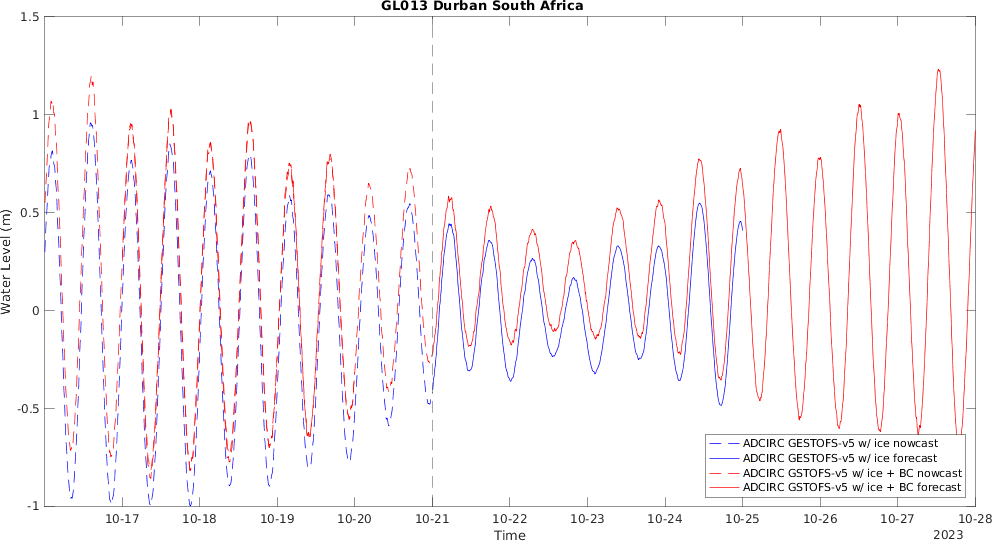 GL013 Durban South Africa
1.5
1
0.5
0
-0.5
-1
Water Level (m)
10-17 10-18 10-19 10-20 10-21 10-22 10-23 10-24 10-25 10-26 10-27 10-28
Time
2023
ADCIRC GESTOFS-v5 w/ ice nowcast
ADCIRC GESTOFS-v5 w/ ice forecast
ADCIRC GSTOFS-v5 w/ ice + BC nowcast
ADCIRC GSTOFS-v5 w/ ice + BC forecast